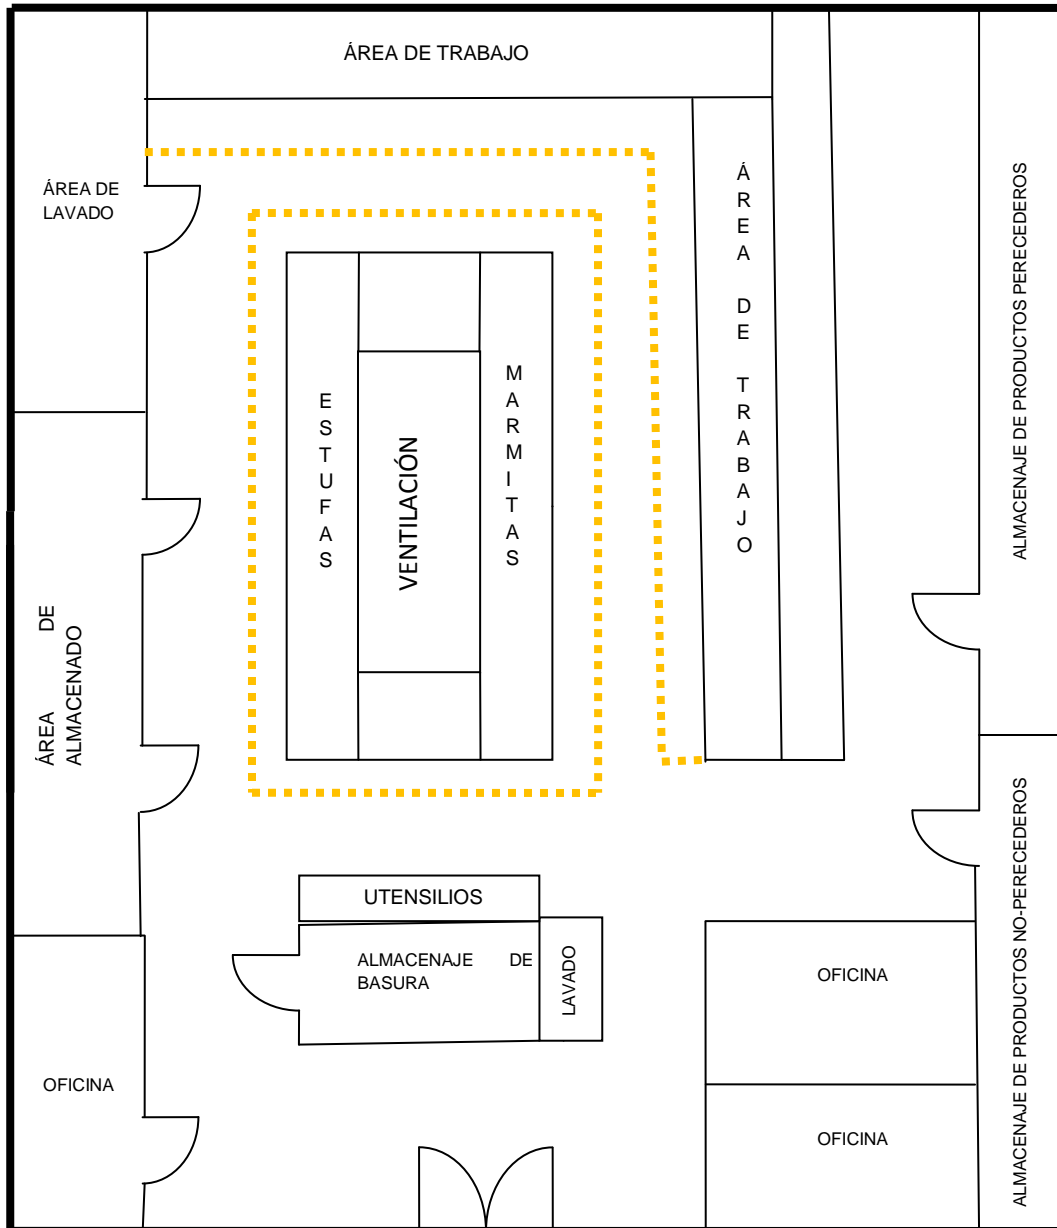 ÁREA DE TRABAJO
ÁREA DE
LAVADO
ÁREA DE TRABAJO
ALMACENAJE DE PRODUCTOS PERECEDEROS
ESTUFAS
VENTILACIÓN
MARMITAS
ÁREA DE
ALMACENADO
UTENSILIOS
ALMACENAJE DE
BASURA
LAVADO
OFICINA
ALMACENAJE DE PRODUCTOS NO-PERECEDEROS
OFICINA
OFICINA